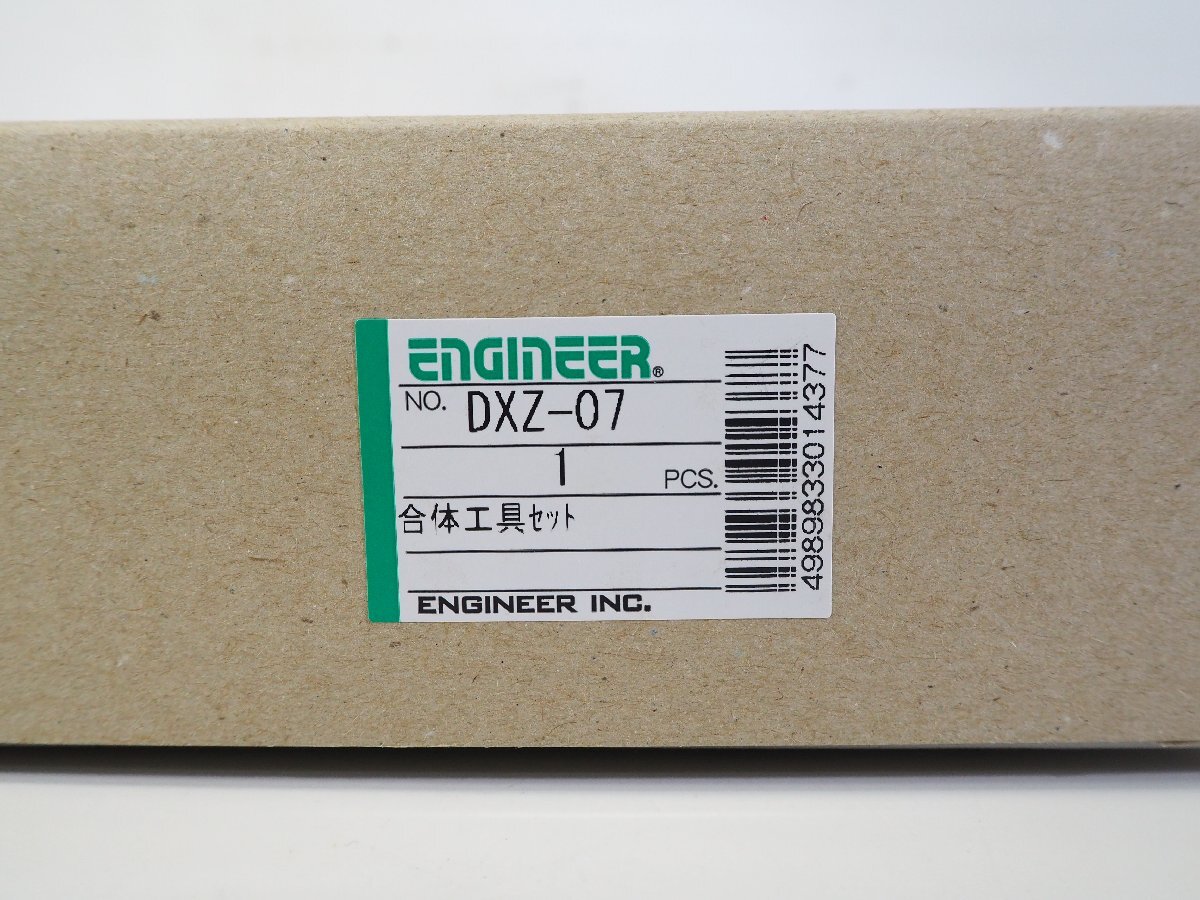 ENGINEER®
NO. DXZ-07
1 PCS.
合体工具ｾｯﾄ
ENGINEER INC.
4989833014377